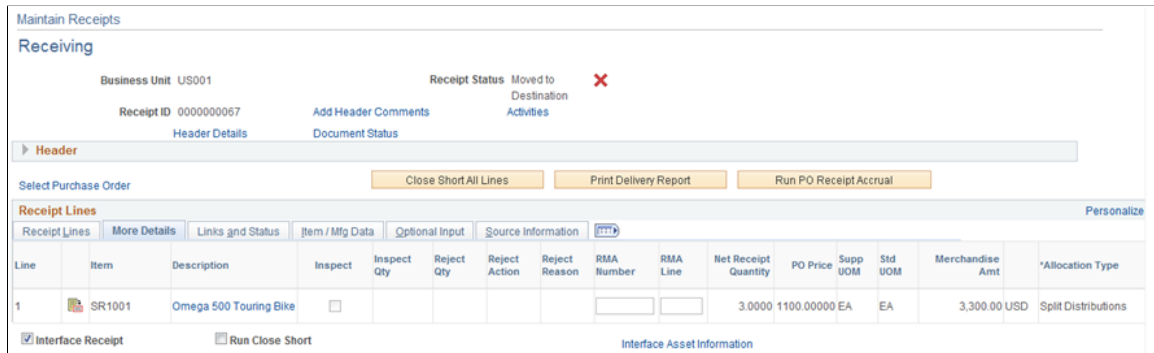 Maintain Receipts
Receiving
Business Unit US001
Receipt Status Moved to Destination
Receipt ID 0000000067
Add Header Comments
Activities
Header Details
Document Status
Header
Select Purchase Order
Close Short All Lines
Print Delivery Report
Run PO Receipt Accrual
Receipt Lines
Personalize
Receipt Lines More Details Links and Status Item / Mfg Data Optional Input Source Information
Line Item Description Inspect Inspect Qty Reject Qty Reject Action Reject Reason RMA Number RMA Line Net Receipt Quantity PO Price Supp UOM Std UOM Merchandise Amt *Allocation Type
1 SR1001 Omega 500 Touring Bike 3.0000 1100.00000 EA EA 3,300.00 USD Split Distributions
Interface Receipt
Run Close Short
Interface Asset Information